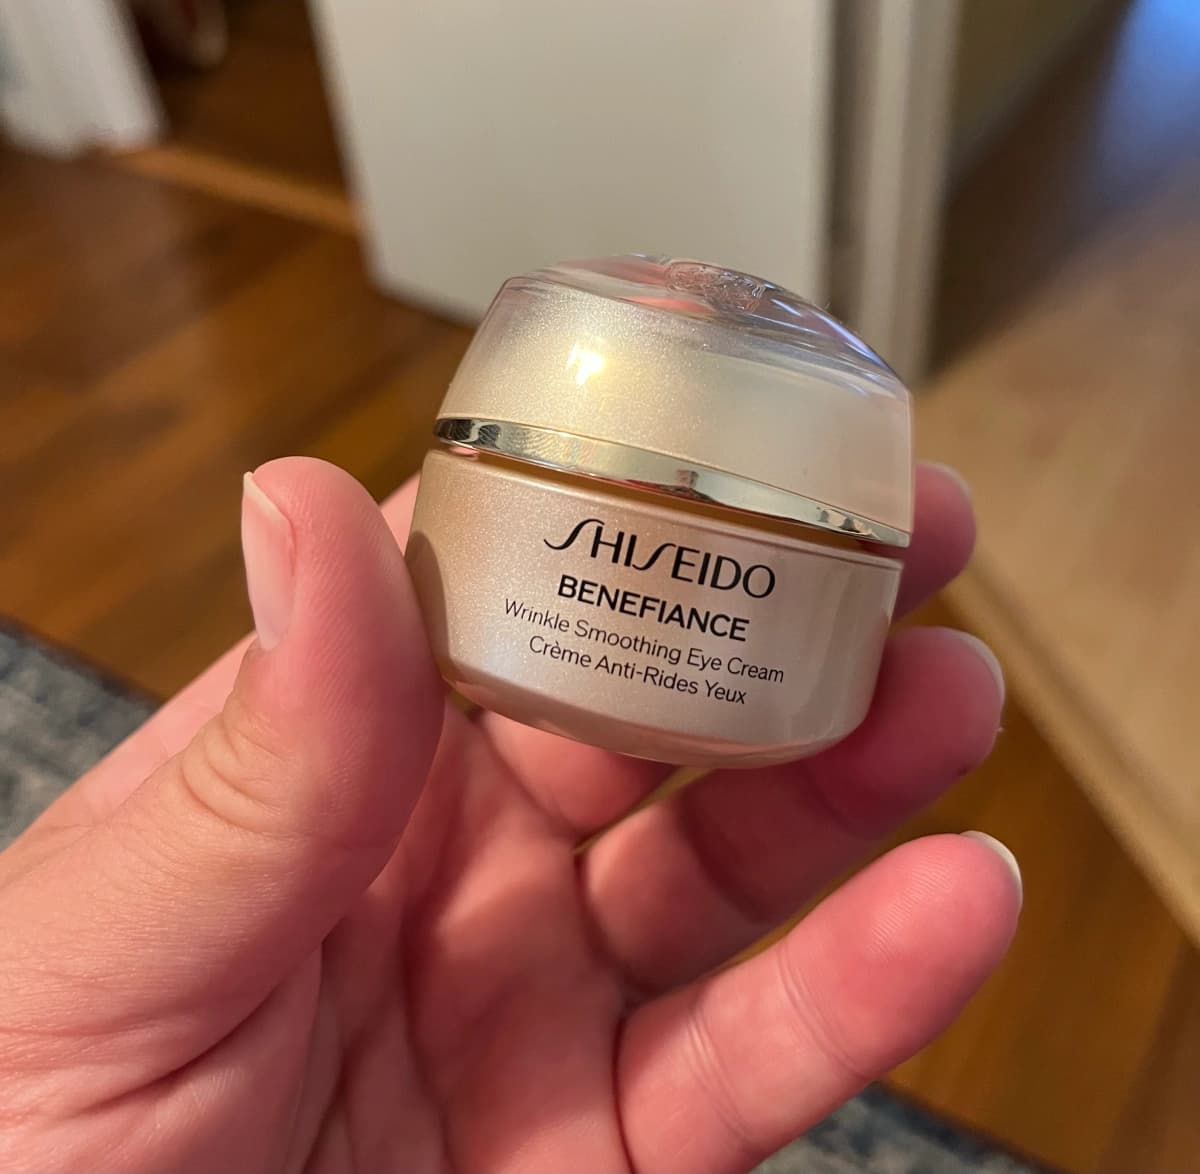 SHISEIDO
BENEFIANCE
Wrinkle Smoothing Eye Cream
Crème Anti-Rides Yeux